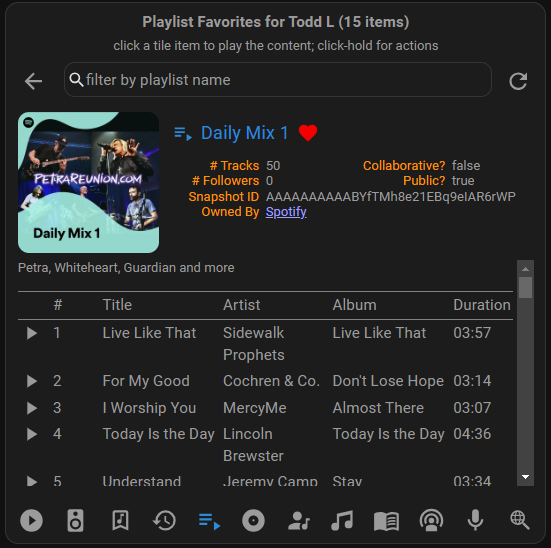 Playlist Favorites for Todd L (15 items)
click a tile item to play the content; click-hold for actions
filter by playlist name
PETRAREUNION.COM
Daily Mix 1
Daily Mix 1
# Tracks 50 Collaborative? false
# Followers 0 Public? true
Snapshot ID AAAAAAAAAABYfTMh8e21EBq9eIAR6rWP
Owned By Spotify
Petra, Whiteheart, Guardian and more
# Title Artist Album Duration
1 Live Like That Sidewalk Prophets Live Like That 03:57
2 For My Good Cochren & Co. Don't Lose Hope 03:14
3 I Worship You MercyMe Almost There 03:07
4 Today Is the Day Lincoln Brewster Today Is the Day 04:36
5 Understand Jeremy Camp Stay 03:34